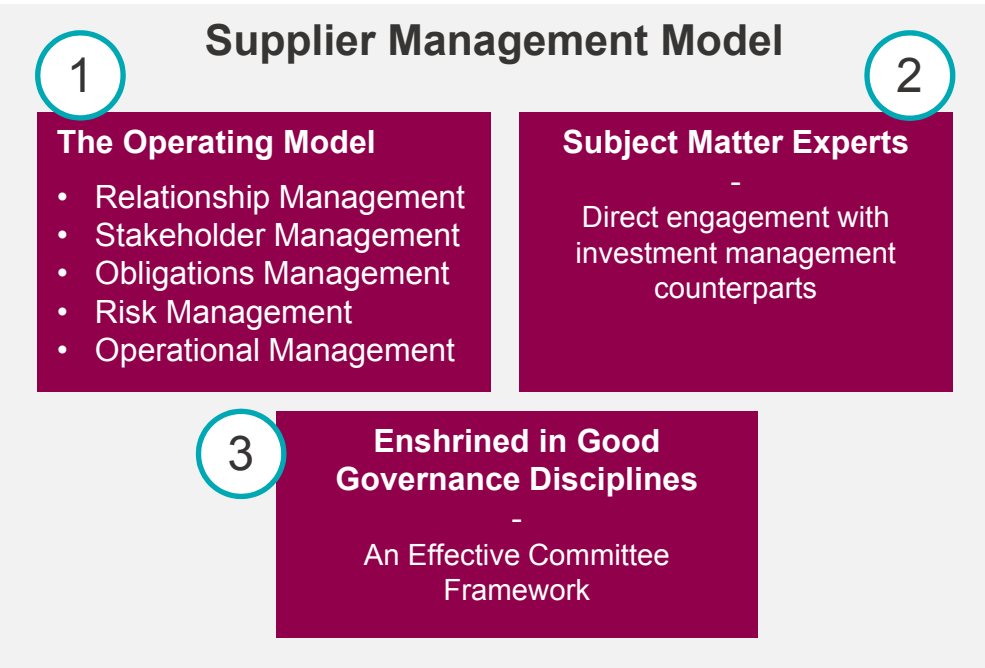 Supplier Management Model
1
The Operating Model
• Relationship Management
• Stakeholder Management
• Obligations Management
• Risk Management
• Operational Management
2
Subject Matter Experts
-
Direct engagement with
investment management
counterparts
3
Enshrined in Good
Governance Disciplines
-
An Effective Committee
Framework